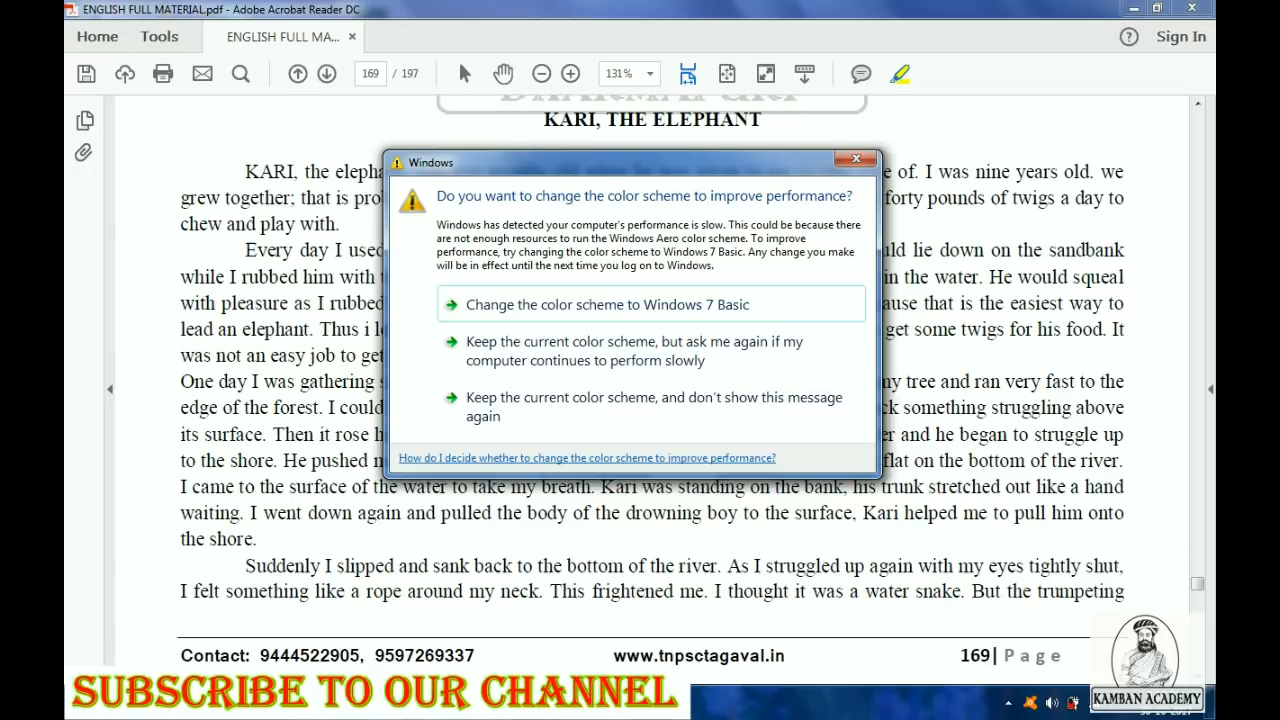 ENGLISH FULL MATERIAL.pdf - Adobe Acrobat Reader DC
Home Tools ENGLISH FULL MA... × Sign In
169 / 197 131%
KARI, THE ELEPHANT
KARI, the elepha e of. I was nine years old. we
grew together; that is pro forty pounds of twigs a day to
chew and play with.
Every day I used uld lie down on the sandbank
while I rubbed him with t in the water. He would squeal
with pleasure as I rubbed ause that is the easiest way to
lead an elephant. Thus i l get some twigs for his food. It
was not an easy job to get
One day I was gathering s my tree and ran very fast to the
edge of the forest. I could ck something struggling above
its surface. Then it rose h er and he began to struggle up
to the shore. He pushed m flat on the bottom of the river.
I came to the surface of the water to take my breath. Kari was standing on the bank, his trunk stretched out like a hand
waiting. I went down again and pulled the body of the drowning boy to the surface, Kari helped me to pull him onto
the shore.
Suddenly I slipped and sank back to the bottom of the river. As I struggled up again with my eyes tightly shut,
I felt something like a rope around my neck. This frightened me. I thought it was a water snake. But the trumpeting
Windows
Do you want to change the color scheme to improve performance?
Windows has detected your computer's performance is slow. This could be because there
are not enough resources to run the Windows Aero color scheme. To improve
performance, try changing the color scheme to Windows 7 Basic. Any change you make
will be in effect until the next time you log on to Windows.
Change the color scheme to Windows 7 Basic
Keep the current color scheme, but ask me again if my
computer continues to perform slowly
Keep the current color scheme, and don't show this message
again
How do I decide whether to change the color scheme to improve performance?
Contact: 9444522905, 9597269337 www.tnpsctagaval.in 169| Page
SUBSCRIBE TO OUR CHANNEL
KAMBAN ACADEMY